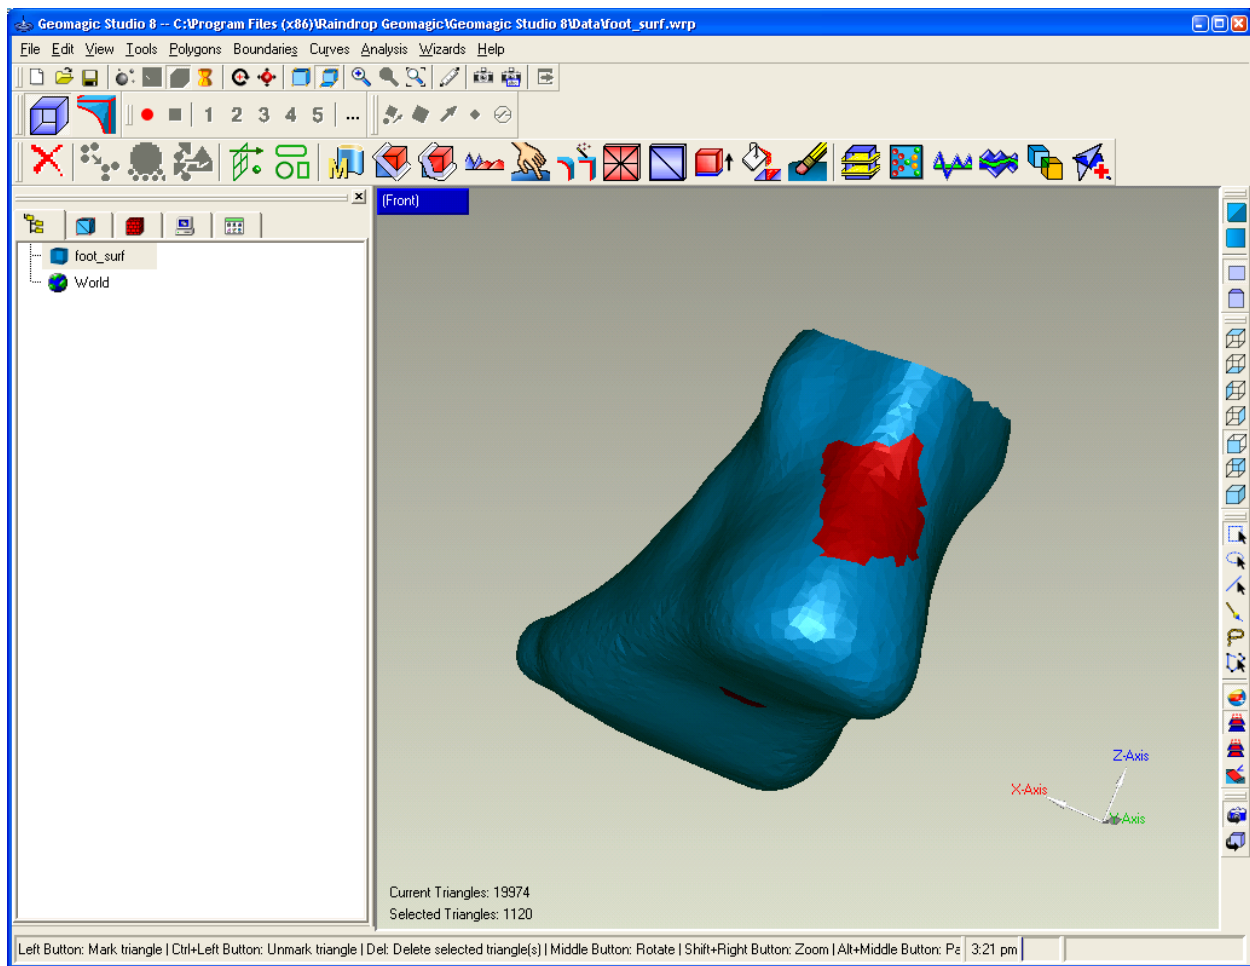 Geomagic Studio 8 -- C:\Program Files (x86)\Raindrop Geomagic\Geomagic Studio 8\Data\foot_surf.wrp
File Edit View Tools Polygons Boundaries Curves Analysis Wizards Help
1 2 3 4 5 ...
(Front)
foot_surf
World
Z-Axis
X-Axis
Y-Axis
Current Triangles: 19974
Selected Triangles: 1120
Left Button: Mark triangle | Ctrl+Left Button: Unmark triangle | Del: Delete selected triangle(s) | Middle Button: Rotate | Shift+Right Button: Zoom | Alt+Middle Button: Pa 3:21 pm